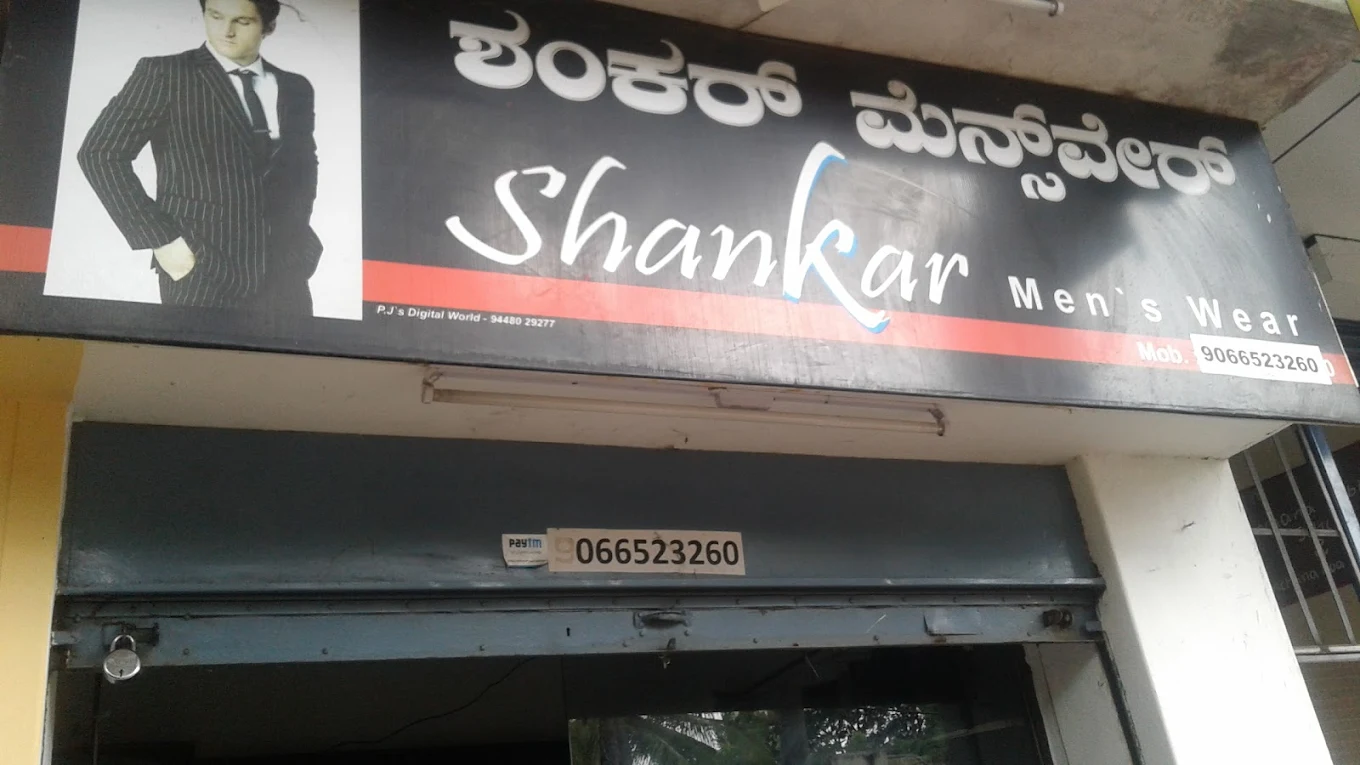 ಶಂಕರ್ ಮೆನ್ಸ್‌ವೇರ್
Shankar Men`s Wear
P.J`s Digital World - 94480 29277
Mob. 9066523260
Paytm 9066523260